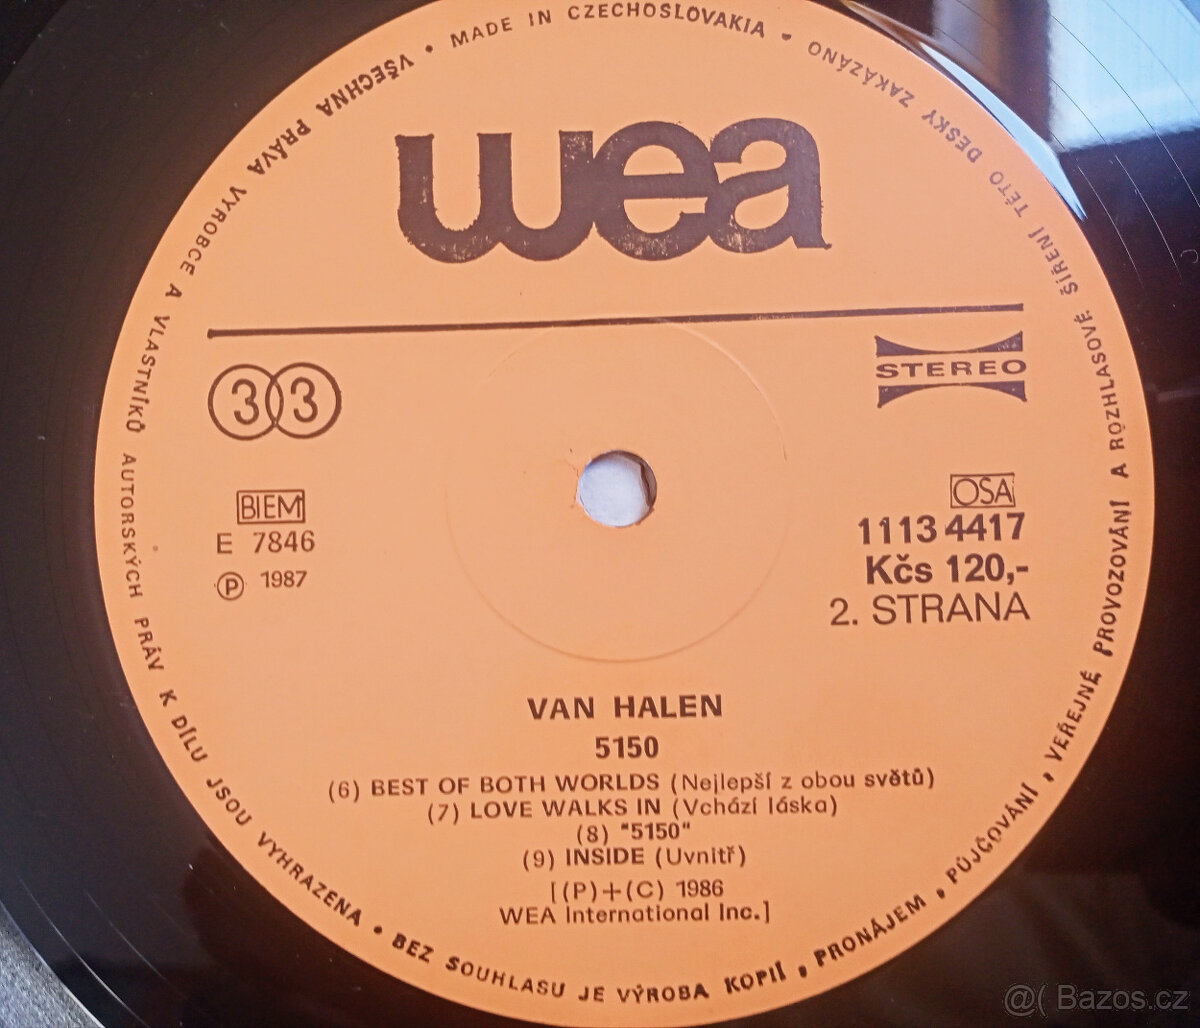 VŠECHNA PRÁVA VÝROBCE A VLASTNÍKŮ AUTORSKÝCH PRÁV K DÍLU JSOU VYHRAZENA • BEZ SOUHLASU JE VÝROBA KOPIÍ, PRONÁJEM, PŮJČOVÁNÍ, VEŘEJNÉ PROVOZOVÁNÍ A ROZHLASOVÉ ŠÍŘENÍ TÉTO DESKY ZAKÁZÁNO • MADE IN CZECHOSLOVAKIA •
wea
33
STEREO
BIEM
E 7846
Ⓟ 1987
OSA
1113 4417
Kčs 120,-
2. STRANA
VAN HALEN
5150
(6) BEST OF BOTH WORLDS (Nejlepší z obou světů)
(7) LOVE WALKS IN (Vchází láska)
(8) "5150"
(9) INSIDE (Uvnitř)
[(P)+(C) 1986
WEA International Inc.]
@( Bazos.cz